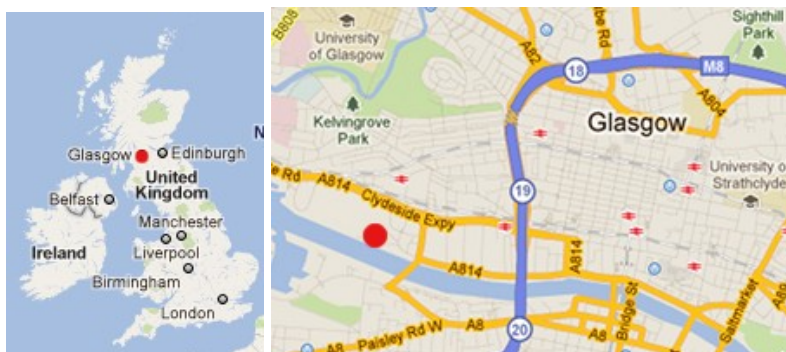 N
Glasgow
Edinburgh
United
Kingdom
Belfast
Manchester
Ireland
Liverpool
Birmingham
London
B808
University
of Glasgow
A82
Sighthill
Park
18
M8
A804
Kelvingrove
Park
Glasgow
University o
Strathclyde
19
e Rd
A814
Clydeside Expy
A814
A814
Bridge St
Saltmarket
A8
Paisley Rd W
A8
20
A8